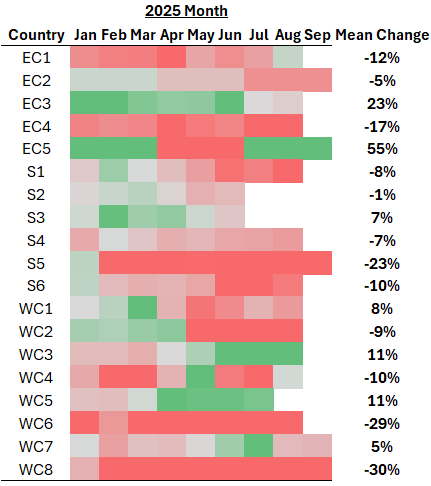 2025 Month
Country Jan Feb Mar Apr May Jun Jul Aug Sep Mean Change
EC1 -12%
EC2 -5%
EC3 23%
EC4 -17%
EC5 55%
S1 -8%
S2 -1%
S3 7%
S4 -7%
S5 -23%
S6 -10%
WC1 8%
WC2 -9%
WC3 11%
WC4 -10%
WC5 11%
WC6 -29%
WC7 5%
WC8 -30%